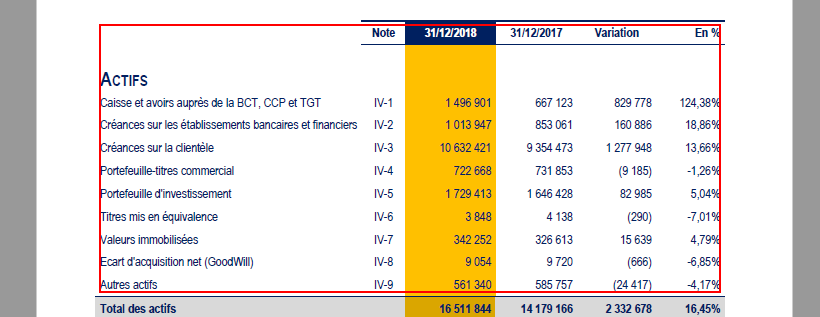 Note 31/12/2018 31/12/2017 Variation En %
ACTIFS
Caisse et avoirs auprès de la BCT, CCP et TGT IV-1 1 496 901 667 123 829 778 124,38%
Créances sur les établissements bancaires et financiers IV-2 1 013 947 853 061 160 886 18,86%
Créances sur la clientèle IV-3 10 632 421 9 354 473 1 277 948 13,66%
Portefeuille-titres commercial IV-4 722 668 731 853 (9 185) -1,26%
Portefeuille d'investissement IV-5 1 729 413 1 646 428 82 985 5,04%
Titres mis en équivalence IV-6 3 848 4 138 (290) -7,01%
Valeurs immobilisées IV-7 342 252 326 613 15 639 4,79%
Ecart d'acquisition net (GoodWill) IV-8 9 054 9 720 (666) -6,85%
Autres actifs IV-9 561 340 585 757 (24 417) -4,17%
Total des actifs 16 511 844 14 179 166 2 332 678 16,45%